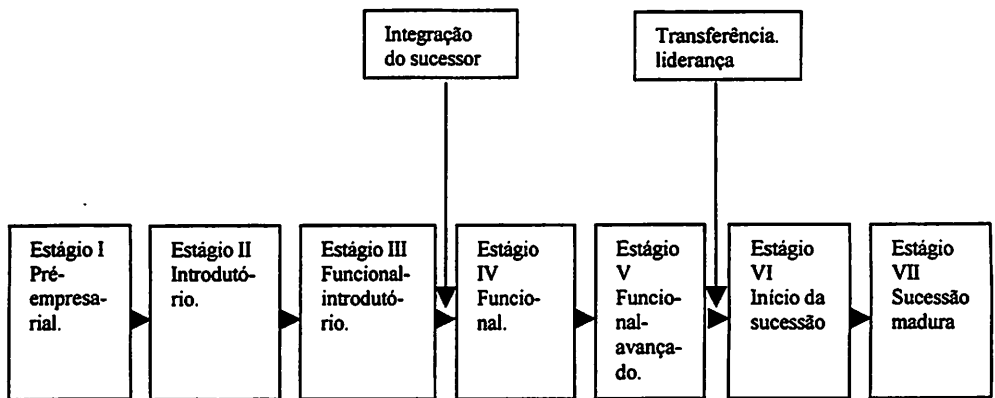 Integração
do sucessor
Transferência.
liderança
Estágio I
Pré-
empresa-
rial.
Estágio II
Introdutó-
rio.
Estágio III
Funcional-
introdutó-
rio.
Estágio
IV
Funcio-
nal.
Estágio
V
Funcio-
nal-
avança-
do.
Estágio
VI
Início da
sucessão
Estágio
VII
Sucessão
madura